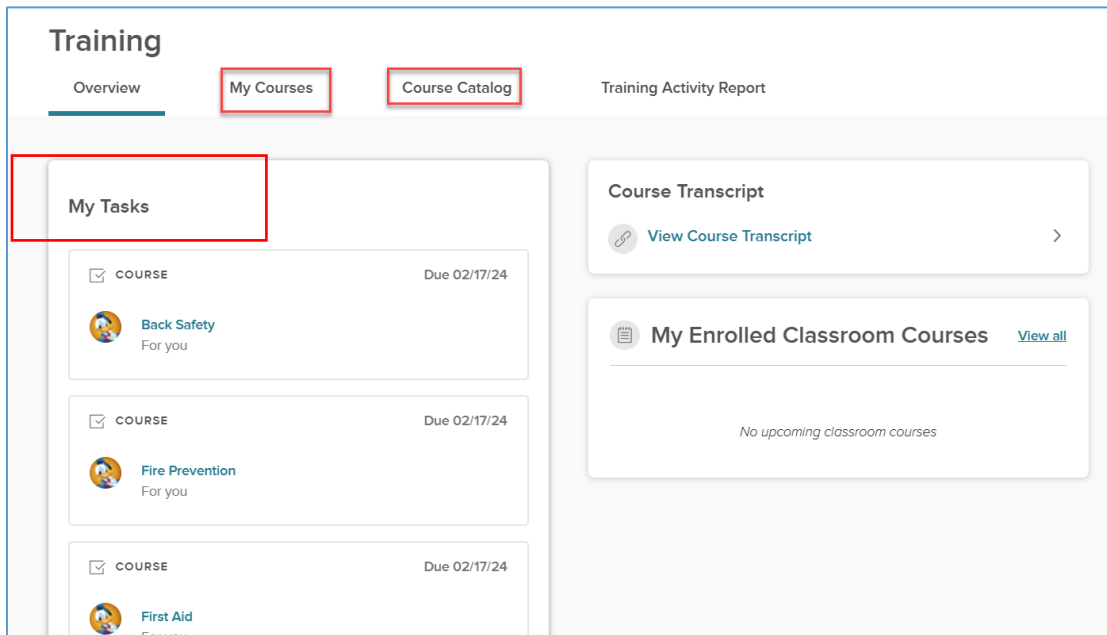 Training
Overview My Courses Course Catalog Training Activity Report
My Tasks
COURSE Due 02/17/24
Back Safety
For you
COURSE Due 02/17/24
Fire Prevention
For you
COURSE Due 02/17/24
First Aid
For you
Course Transcript
View Course Transcript
My Enrolled Classroom Courses View all
No upcoming classroom courses